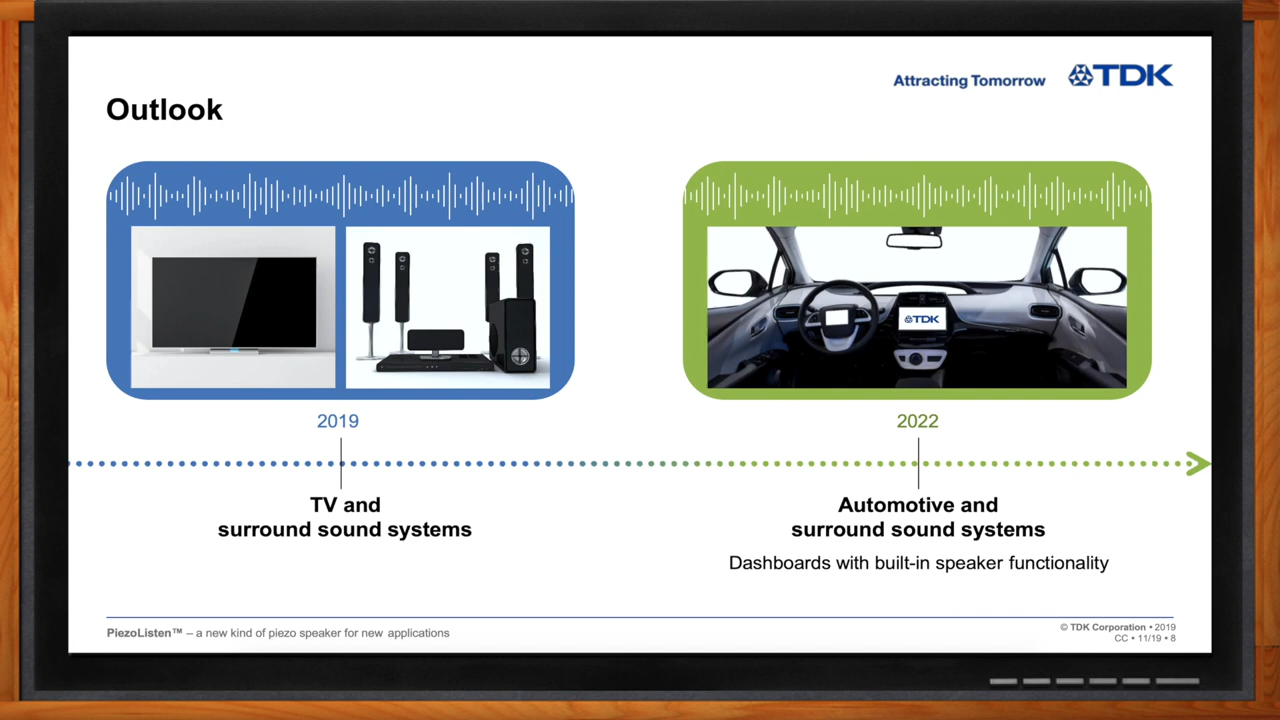 Attracting Tomorrow
TDK
Outlook
TDK
2019
2022
TV and
surround sound systems
Automotive and
surround sound systems
Dashboards with built-in speaker functionality
PiezoListen™ – a new kind of piezo speaker for new applications
© TDK Corporation • 2019
CC • 11/19 • 8